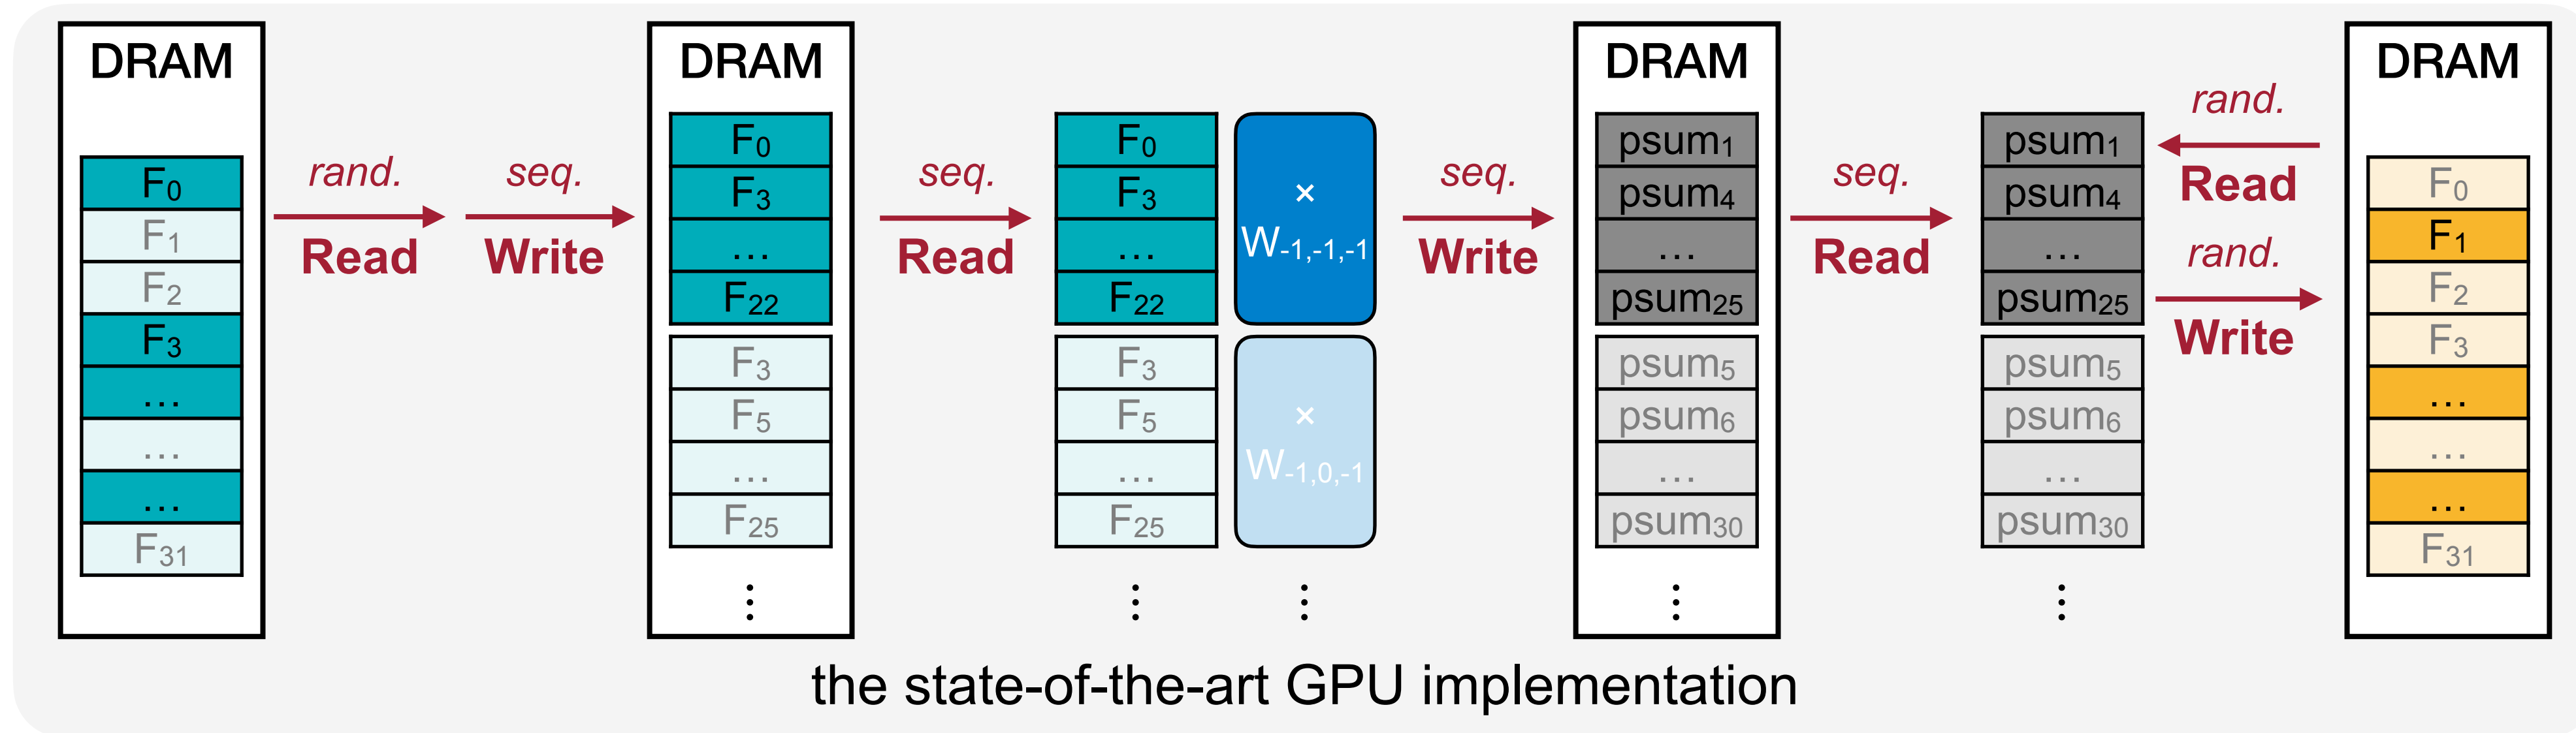 DRAM
F0
F1
F2
F3
...
...
...
F31
rand.
Read
seq.
Write
DRAM
F0
F3
...
F22
F3
F5
...
F25
⋮
seq.
Read
F0
F3
...
F22
F3
F5
...
F25
⋮
×
W-1,-1,-1
×
W-1,0,-1
⋮
seq.
Write
DRAM
psum1
psum4
...
psum25
psum5
psum6
...
psum30
⋮
seq.
Read
psum1
psum4
...
psum25
psum5
psum6
...
psum30
⋮
rand.
Read
rand.
Write
DRAM
F0
F1
F2
F3
...
...
...
F31
the state-of-the-art GPU implementation